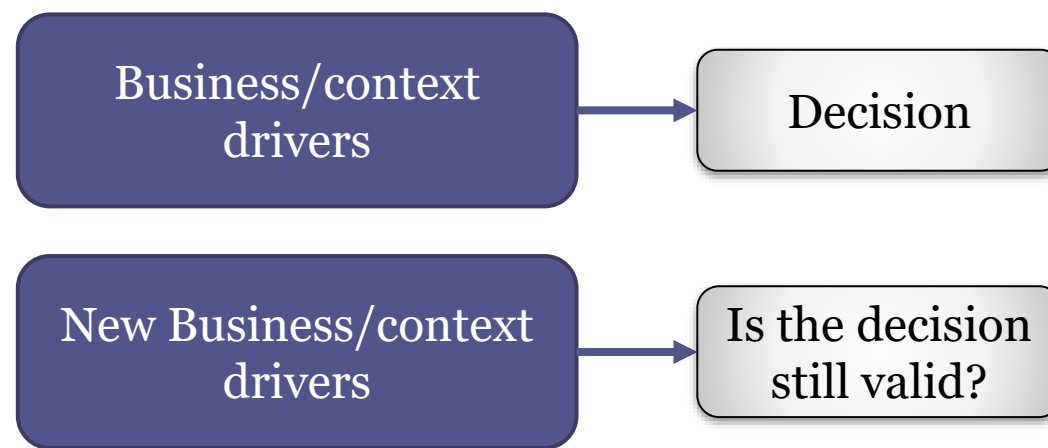 Business/context
drivers
Decision
New Business/context
drivers
Is the decision
still valid?